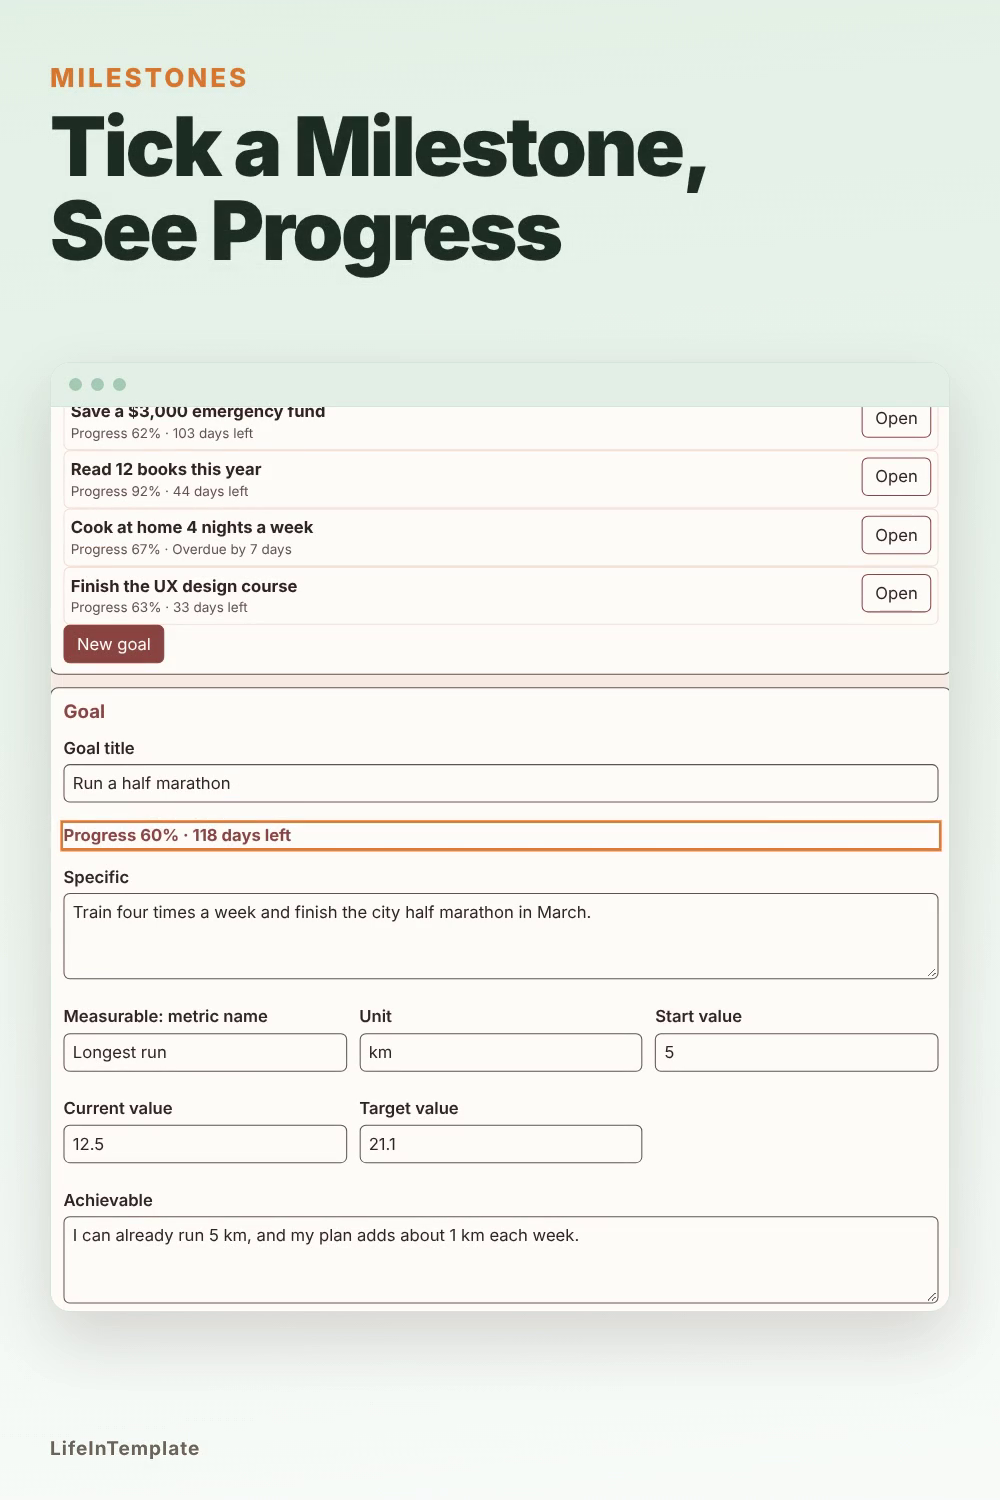 MILESTONES
Tick a Milestone,
See Progress
Save a $3,000 emergency fund
Progress 62% · 103 days left
Open
Read 12 books this year
Progress 92% · 44 days left
Open
Cook at home 4 nights a week
Progress 67% · Overdue by 7 days
Open
Finish the UX design course
Progress 63% · 33 days left
Open
New goal
Goal
Goal title
Run a half marathon
Progress 60% · 118 days left
Specific
Train four times a week and finish the city half marathon in March.
Measurable: metric name Unit Start value
Longest run km 5
Current value Target value
12.5 21.1
Achievable
I can already run 5 km, and my plan adds about 1 km each week.
LifeInTemplate